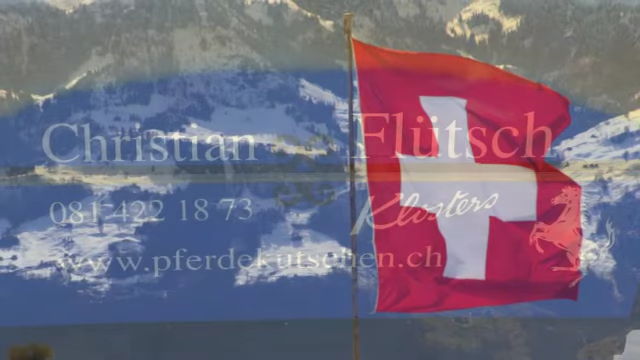 Christian Flütsch
081 422 18 73 Klosters
www.pferdekutschen.ch